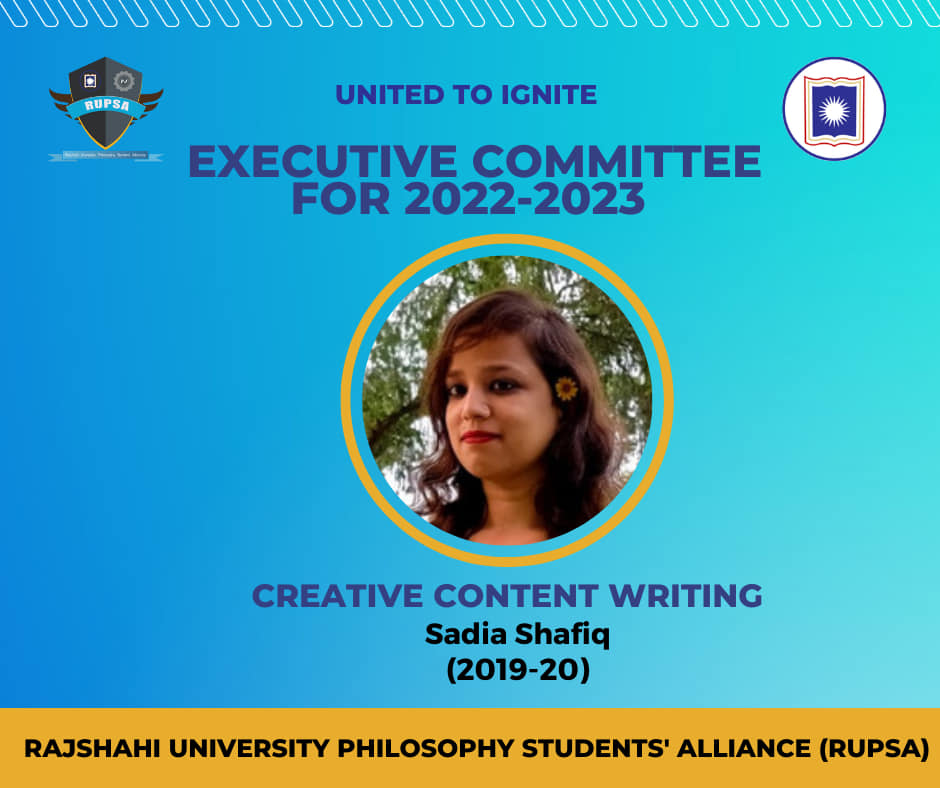 UNITED TO IGNITE
RUPSA
EXECUTIVE COMMITTEE
FOR 2022-2023
CREATIVE CONTENT WRITING
Sadia Shafiq
(2019-20)
RAJSHAHI UNIVERSITY PHILOSOPHY STUDENTS' ALLIANCE (RUPSA)